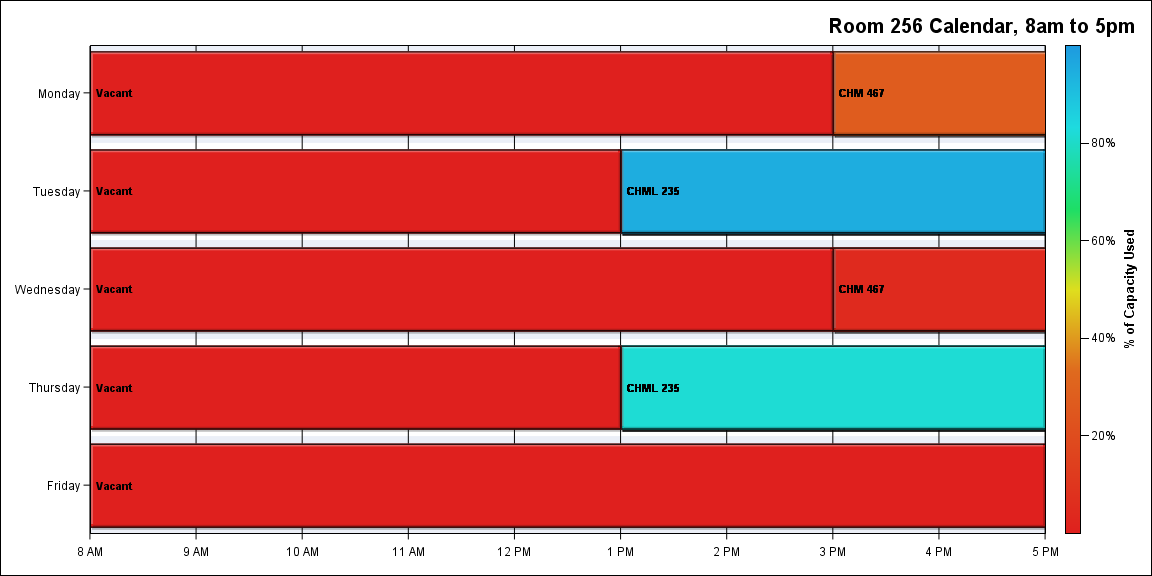 Room 256 Calendar, 8am to 5pm
Monday
Vacant
CHM 467
Tuesday
Vacant
CHML 235
Wednesday
Vacant
CHM 467
Thursday
Vacant
CHML 235
Friday
Vacant
8 AM
9 AM
10 AM
11 AM
12 PM
1 PM
2 PM
3 PM
4 PM
5 PM
80%
60%
40%
20%
% of Capacity Used